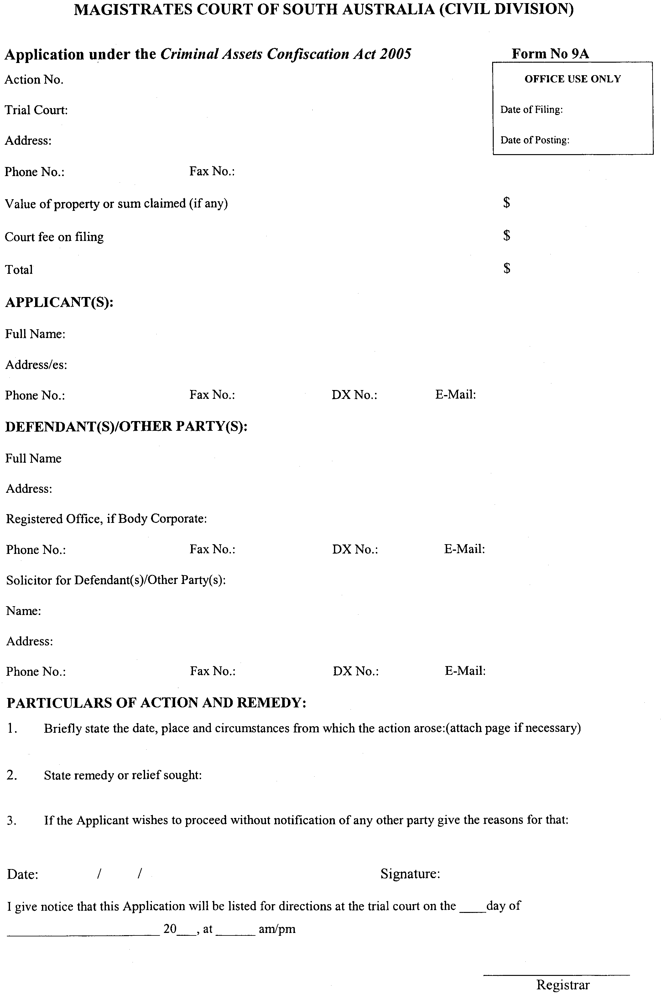 MAGISTRATES COURT OF SOUTH AUSTRALIA (CIVIL DIVISION)
Application under the Criminal Assets Confiscation Act 2005
Form No 9A
Action No.
OFFICE USE ONLY
Trial Court:
Date of Filing:
Address:
Date of Posting:
Phone No.: Fax No.:
Value of property or sum claimed (if any) $
Court fee on filing $
Total $
APPLICANT(S):
Full Name:
Address/es:
Phone No.: Fax No.: DX No.: E-Mail:
DEFENDANT(S)/OTHER PARTY(S):
Full Name
Address:
Registered Office, if Body Corporate:
Phone No.: Fax No.: DX No.: E-Mail:
Solicitor for Defendant(s)/Other Party(s):
Name:
Address:
Phone No.: Fax No.: DX No.: E-Mail:
PARTICULARS OF ACTION AND REMEDY:
1. Briefly state the date, place and circumstances from which the action arose:(attach page if necessary)
2. State remedy or relief sought:
3. If the Applicant wishes to proceed without notification of any other party give the reasons for that:
Date: / / Signature:
I give notice that this Application will be listed for directions at the trial court on the ____day of
_______________________ 20___, at ______ am/pm
Registrar